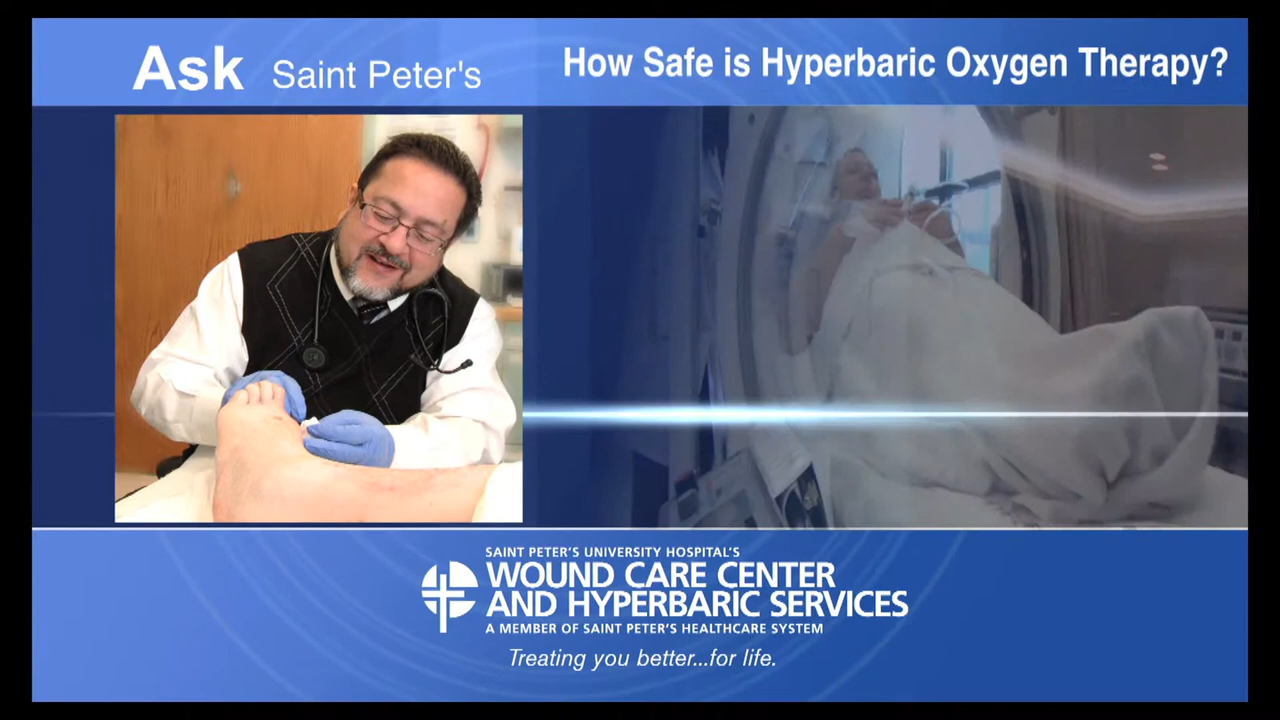 Ask Saint Peter's
How Safe is Hyperbaric Oxygen Therapy?
SAINT PETER'S UNIVERSITY HOSPITAL'S
WOUND CARE CENTER
AND HYPERBARIC SERVICES
A MEMBER OF SAINT PETER'S HEALTHCARE SYSTEM
Treating you better...for life.